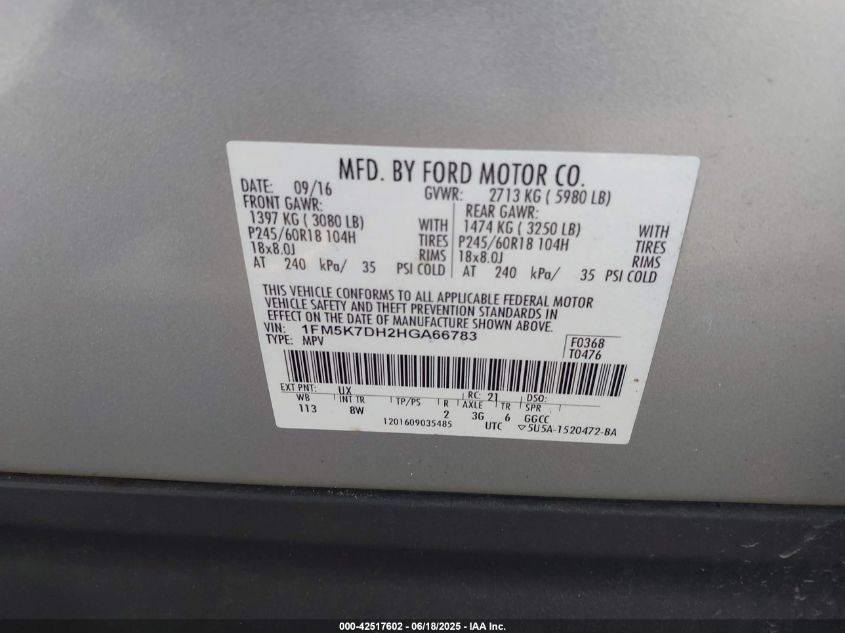 MFD. BY FORD MOTOR CO.
DATE: 09/16 GVWR: 2713 KG ( 5980 LB)
FRONT GAWR: REAR GAWR:
1397 KG ( 3080 LB) WITH 1474 KG ( 3250 LB) WITH
P245/60R18 104H TIRES P245/60R18 104H TIRES
18x8.0J RIMS 18x8.0J RIMS
AT 240 kPa/ 35 PSI COLD AT 240 kPa/ 35 PSI COLD
THIS VEHICLE CONFORMS TO ALL APPLICABLE FEDERAL MOTOR
VEHICLE SAFETY AND THEFT PREVENTION STANDARDS IN
EFFECT ON THE DATE OF MANUFACTURE SHOWN ABOVE.
VIN: 1FM5K7DH2HGA66783 F0368
TYPE: MPV T0476
EXT PNT: UX RC: 21 DSO:
WB INT TR TP/PS R AXLE TR SPR
113 8W 2 3G 6 GGCC
1201609035485 UTC ▽5U5A-1520472-BA
000-42517602 - 06/18/2025 - IAA Inc.